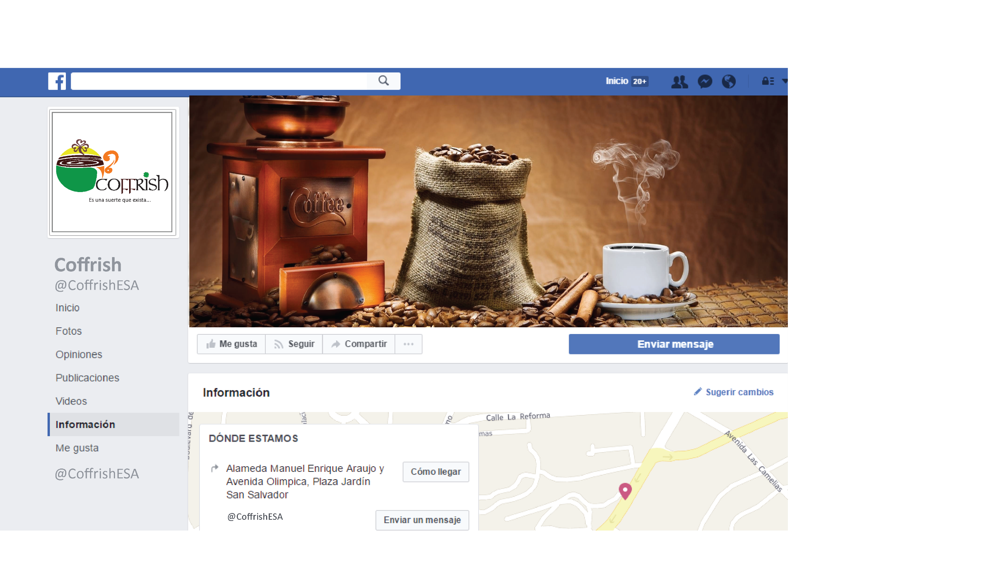 f
Inicio 20+
coffrish
Es una suerte que exista...
Coffee
Coffrish
@CoffrishESA
Inicio
Fotos
Opiniones
Publicaciones
Videos
Información
Me gusta
@CoffrishESA
Me gusta
Seguir
Compartir
Enviar mensaje
Información
Sugerir cambios
Calle La Reforma
mas
Avenida Las Camelias
DÓNDE ESTAMOS
Alameda Manuel Enrique Araujo y
Avenida Olimpica, Plaza Jardín
San Salvador
Cómo llegar
@CoffrishESA
Enviar un mensaje